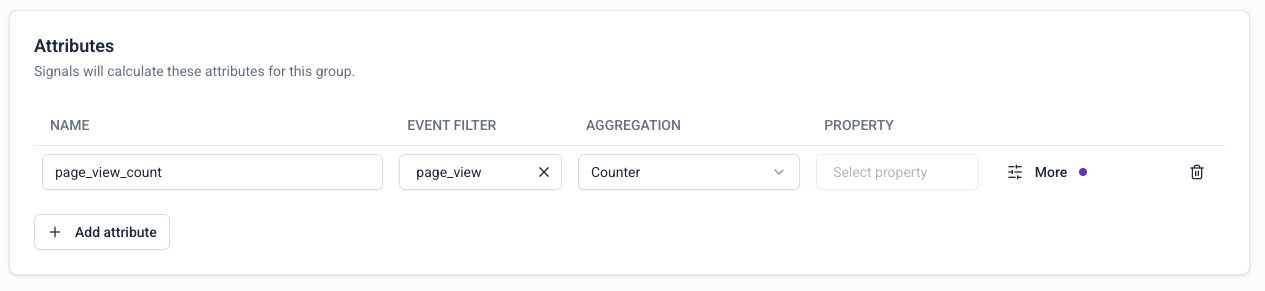 Attributes
Signals will calculate these attributes for this group.
NAME EVENT FILTER AGGREGATION PROPERTY
page_view_count page_view Counter Select property More
Add attribute